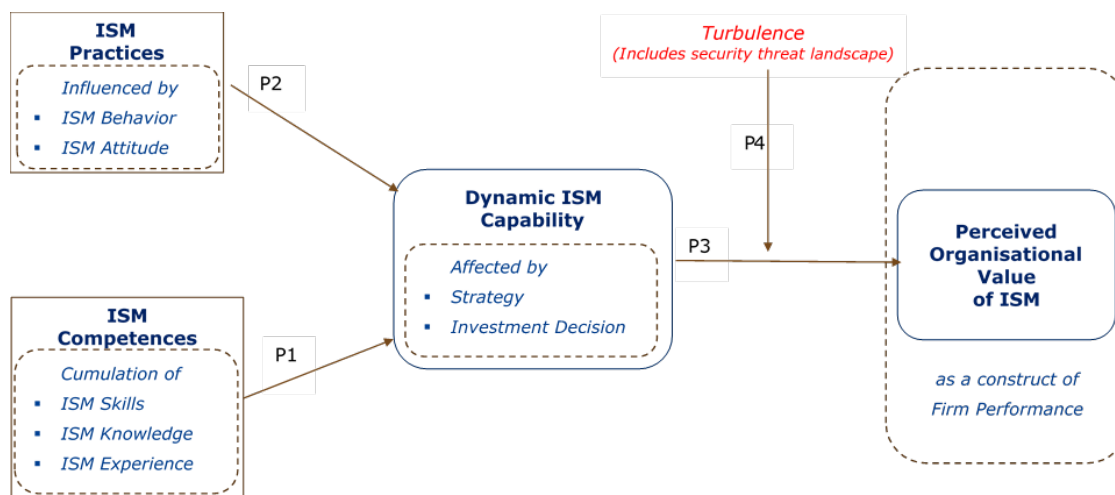 ISM
Practices
Influenced by
▪ ISM Behavior
▪ ISM Attitude
P2
Turbulence
(Includes security threat landscape)
P4
Dynamic ISM
Capability
Affected by
▪ Strategy
▪ Investment Decision
P3
Perceived
Organisational
Value
of ISM
as a construct of
Firm Performance
ISM
Competences
Cumulation of
▪ ISM Skills
▪ ISM Knowledge
▪ ISM Experience
P1